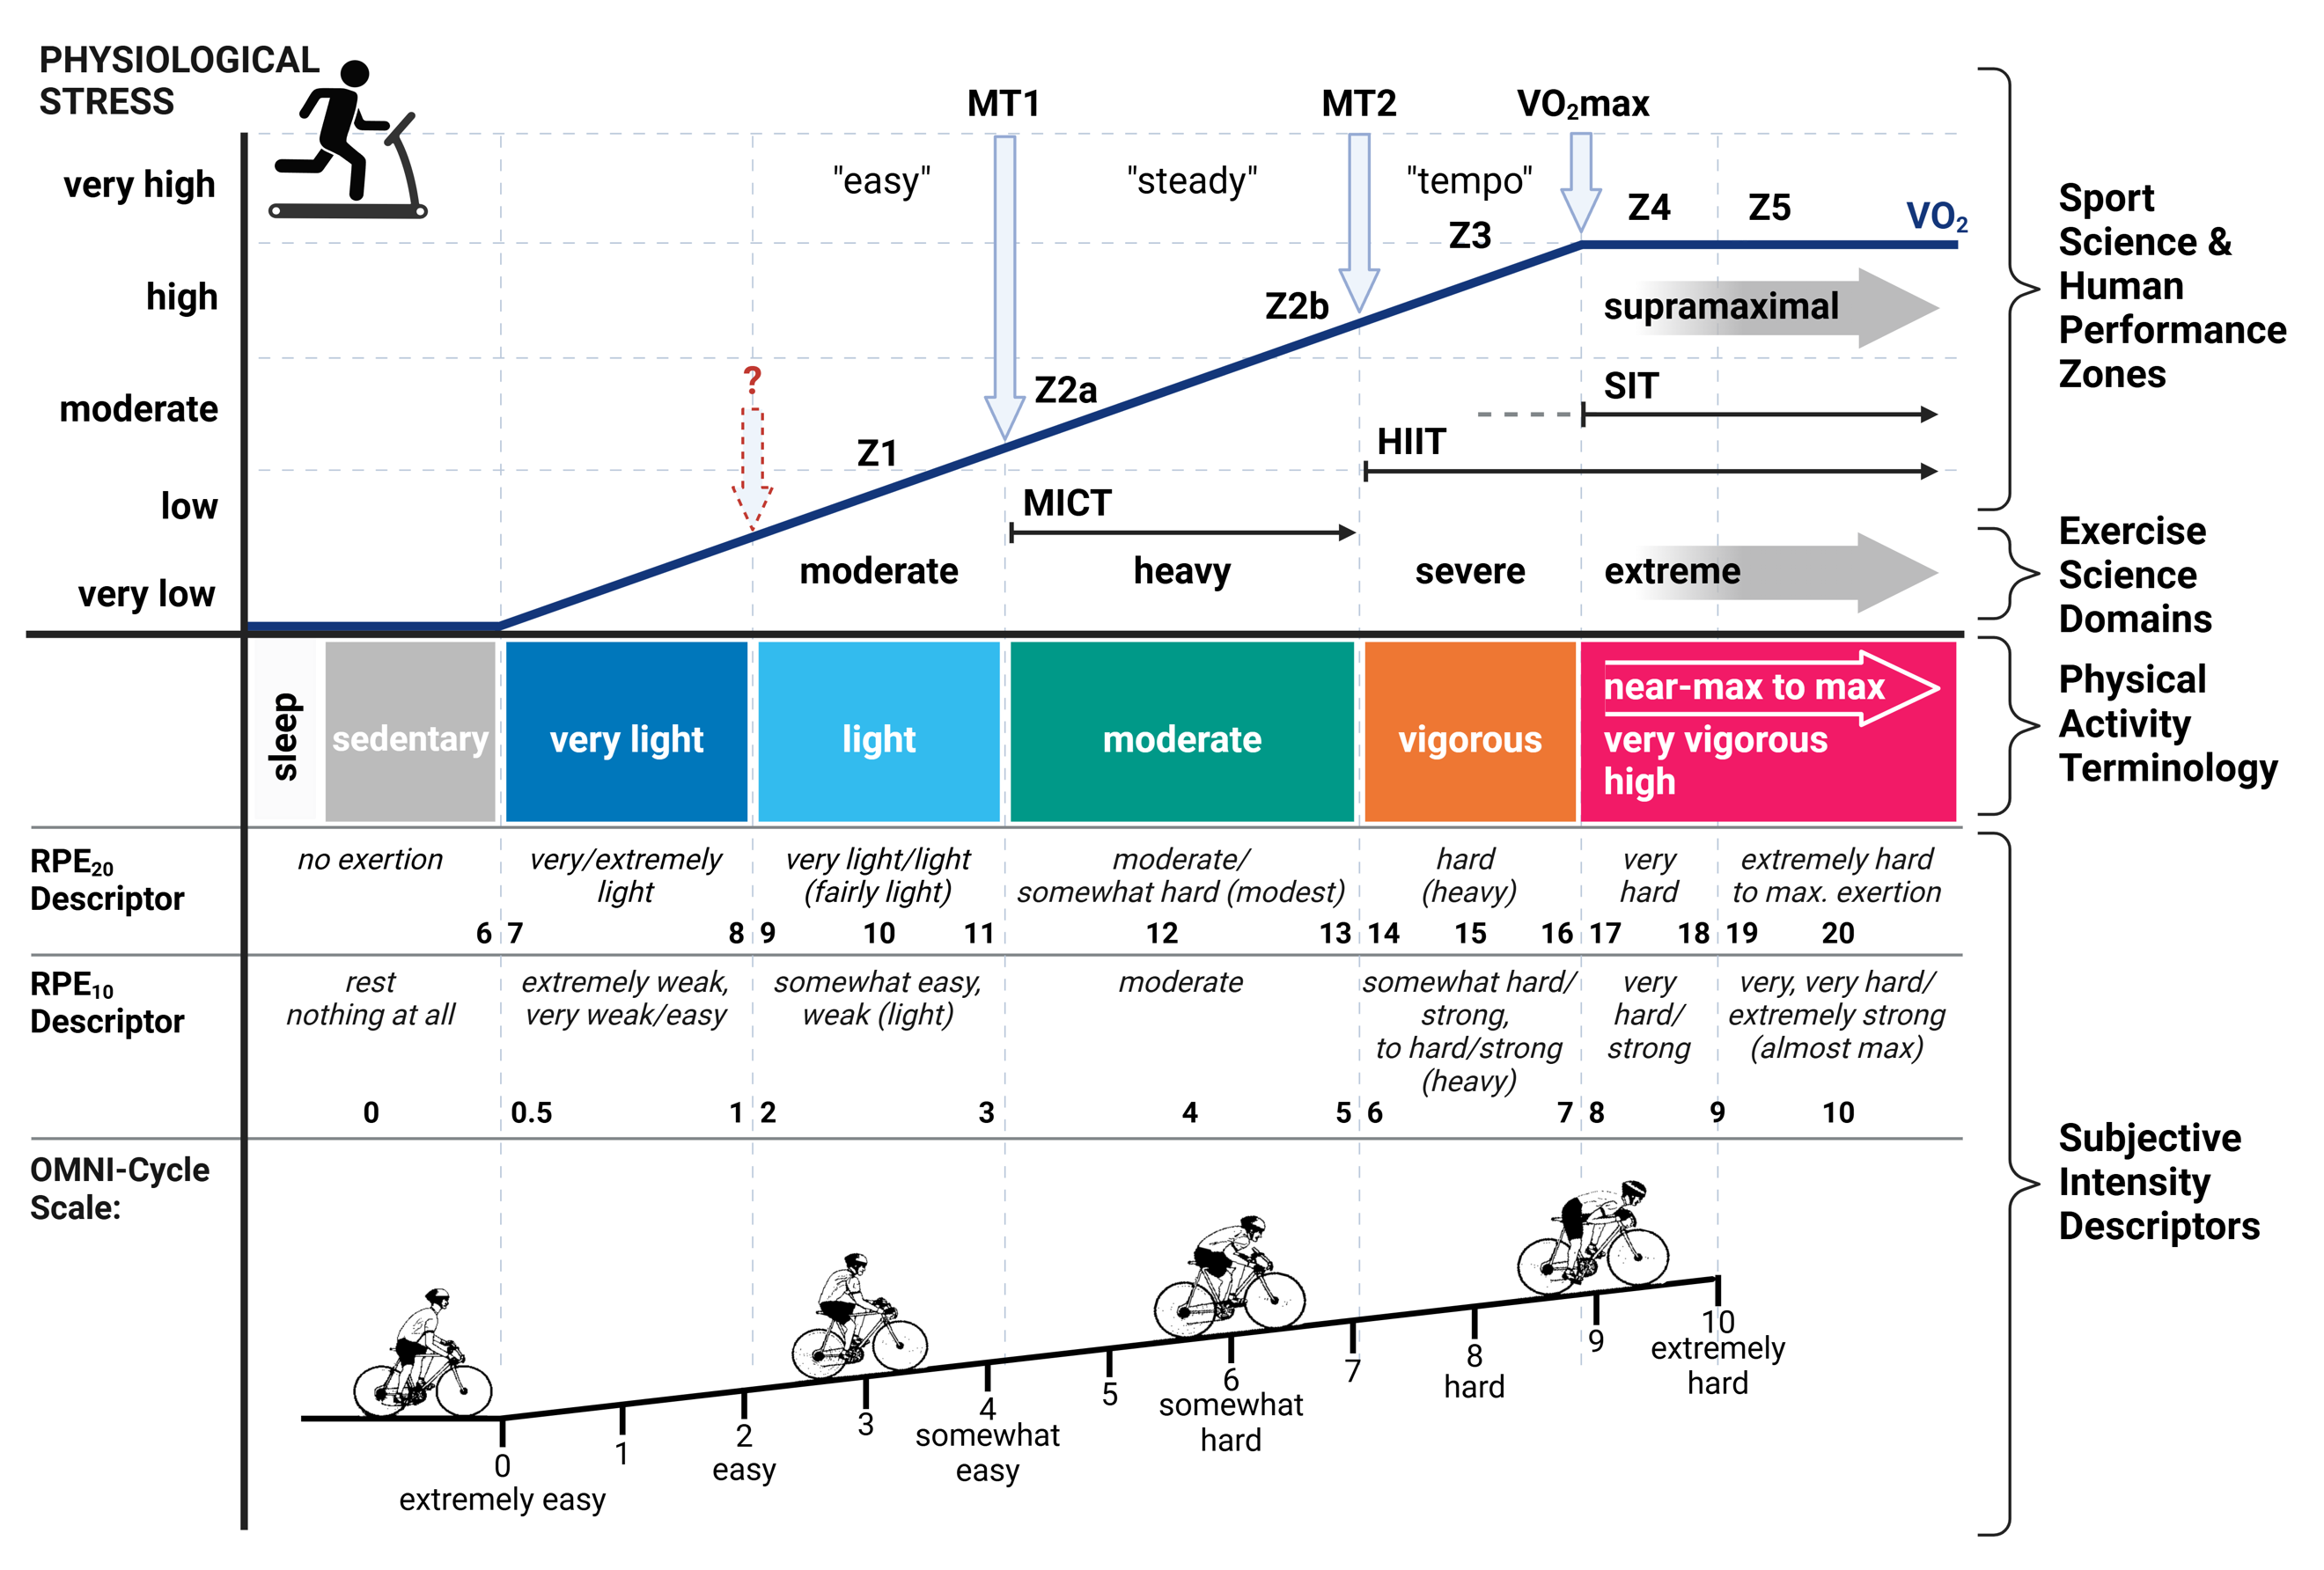 PHYSIOLOGICAL
STRESS
MT1
MT2
VO₂max
very high
"easy"
"steady"
"tempo"
Z3
Z4
Z5
VO₂
high
Z2b
supramaximal
moderate
?
Z2a
SIT
Z1
HIIT
low
MICT
very low
moderate
heavy
severe
extreme
Sport
Science &
Human
Performance
Zones
Exercise
Science
Domains
sleep
sedentary
very light
light
moderate
vigorous
near-max to max
very vigorous
high
Physical
Activity
Terminology
RPE₂₀
Descriptor
no exertion
very/extremely
light
very light/light
(fairly light)
moderate/
somewhat hard (modest)
hard
(heavy)
very
hard
extremely hard
to max. exertion
6 7 8 9 10 11 12 13 14 15 16 17 18 19 20
RPE₁₀
Descriptor
rest
nothing at all
extremely weak,
very weak/easy
somewhat easy,
weak (light)
moderate
somewhat hard/
strong,
to hard/strong
(heavy)
very
hard/
strong
very, very hard/
extremely strong
(almost max)
0 0.5 1 2 3 4 5 6 7 8 9 10
OMNI-Cycle
Scale:
0
extremely easy
1
2
easy
3
4
somewhat
easy
5
6
somewhat
hard
7
8
hard
9
10
extremely
hard
Subjective
Intensity
Descriptors